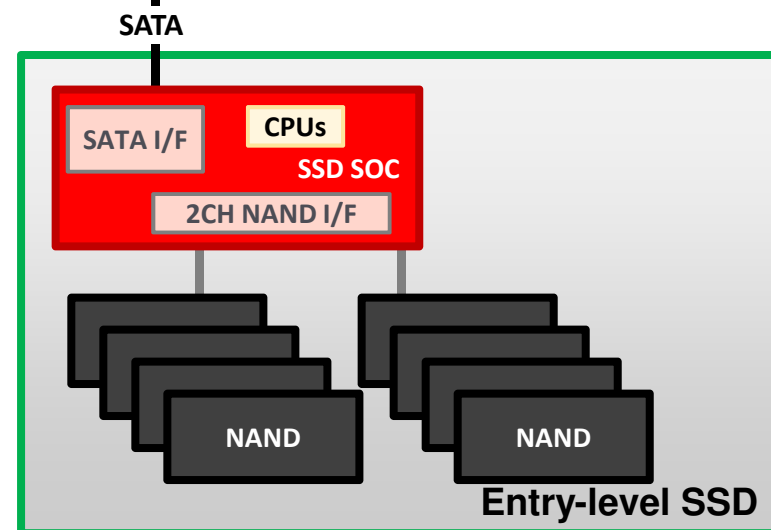 SATA
SATA I/F
CPUs
SSD SOC
2CH NAND I/F
NAND
NAND
Entry-level SSD